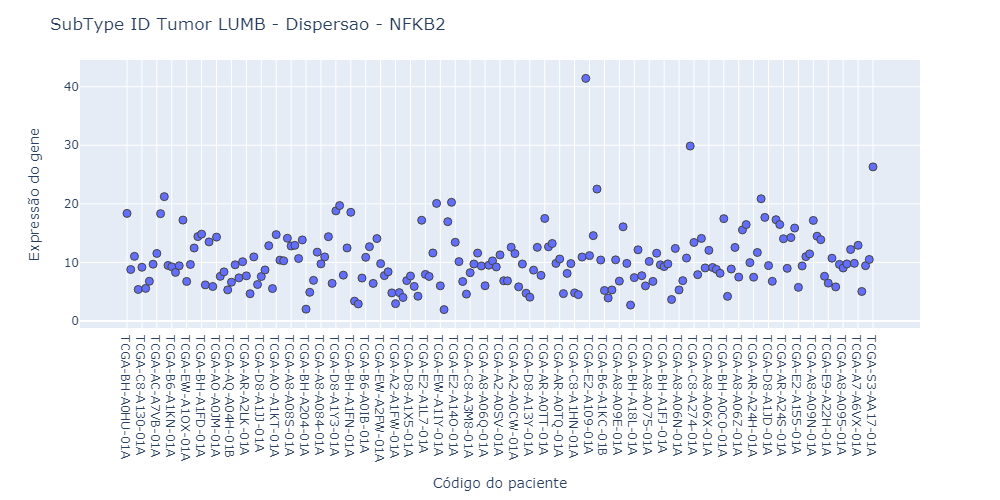 SubType ID Tumor LUMB - Dispersao - NFKB2
Expressão do gene
40
30
20
10
0
TCGA-BH-A0HU-01A
TCGA-C8-A130-01A
TCGA-AC-A7VB-01A
TCGA-B6-A1KN-01A
TCGA-EW-A1OX-01A
TCGA-BH-A1FD-01A
TCGA-AO-A0JM-01A
TCGA-AQ-A04H-01B
TCGA-AR-A2LK-01A
TCGA-D8-A1JJ-01A
TCGA-AO-A1KT-01A
TCGA-A8-A08S-01A
TCGA-BH-A204-01A
TCGA-A8-A084-01A
TCGA-D8-A1Y3-01A
TCGA-BH-A1FN-01A
TCGA-B6-A0IB-01A
TCGA-EW-A2FW-01A
TCGA-A2-A1FW-01A
TCGA-D8-A1X5-01A
TCGA-E2-A1L7-01A
TCGA-EW-A1IY-01A
TCGA-E2-A14O-01A
TCGA-C8-A3M8-01A
TCGA-A8-A06Q-01A
TCGA-A2-A0SV-01A
TCGA-A2-A0CW-01A
TCGA-D8-A13Y-01A
TCGA-AR-A0TT-01A
TCGA-AR-A0TQ-01A
TCGA-C8-A1HN-01A
TCGA-E2-A109-01A
TCGA-B6-A1KC-01B
TCGA-A8-A09E-01A
TCGA-BH-A18L-01A
TCGA-A8-A075-01A
TCGA-BH-A1FJ-01A
TCGA-A8-A06N-01A
TCGA-C8-A274-01A
TCGA-A8-A06X-01A
TCGA-BH-A0C0-01A
TCGA-A8-A06Z-01A
TCGA-AR-A24H-01A
TCGA-D8-A1JD-01A
TCGA-AR-A24S-01A
TCGA-E2-A155-01A
TCGA-A8-A09N-01A
TCGA-E9-A22H-01A
TCGA-A8-A095-01A
TCGA-A7-A6VX-01A
TCGA-S3-AA17-01A
Código do paciente